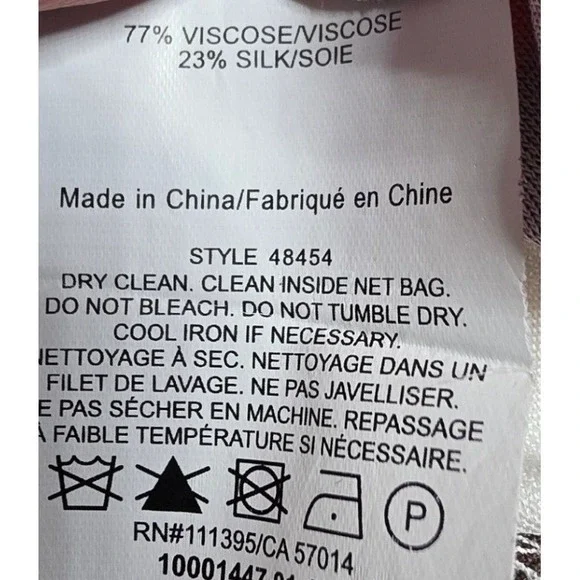 77% VISCOSE/VISCOSE
23% SILK/SOIE
Made in China/Fabriqué en Chine
STYLE 48454
DRY CLEAN. CLEAN INSIDE NET BAG.
DO NOT BLEACH. DO NOT TUMBLE DRY.
COOL IRON IF NECESSARY.
NETTOYAGE À SEC. NETTOYAGE DANS UN
FILET DE LAVAGE. NE PAS JAVELLISER.
E PAS SÉCHER EN MACHINE. REPASSAGE
À FAIBLE TEMPÉRATURE SI NÉCESSAIRE.
P
RN#111395/CA 57014
10001447